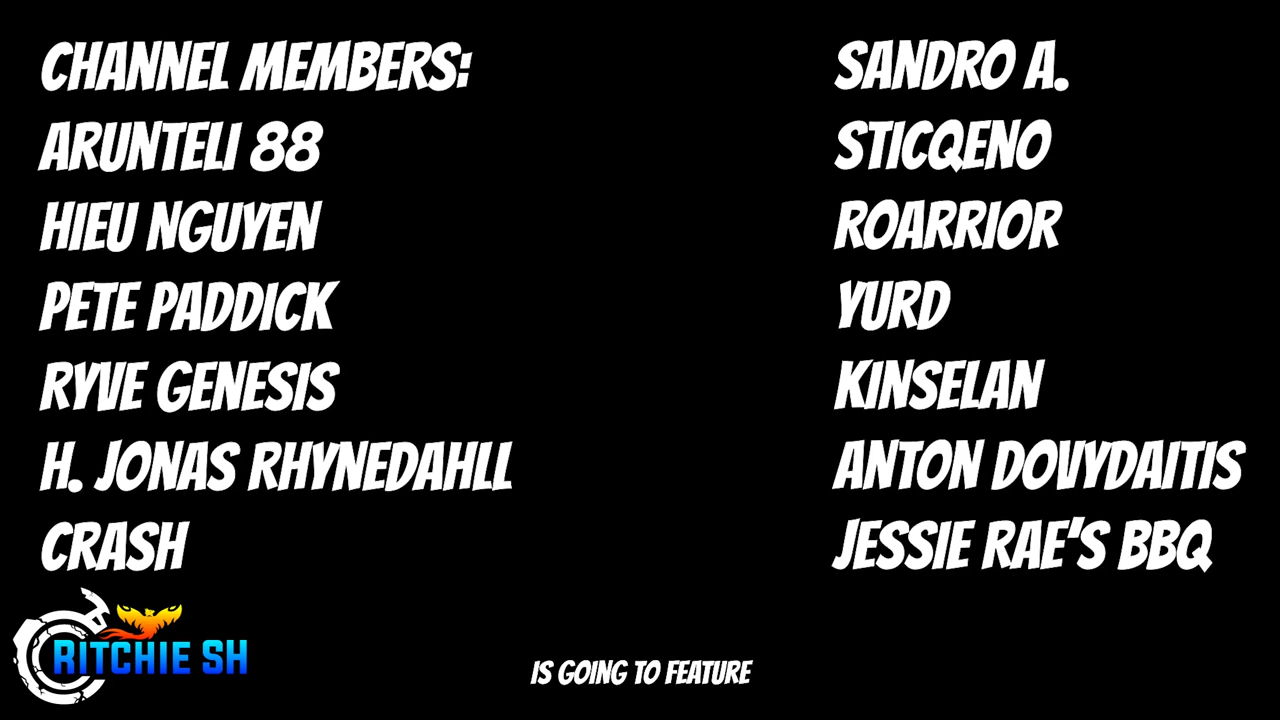 CHANNEL MEMBERS:
ARUNTELI 88
HIEU NGUYEN
PETE PADDICK
RYVE GENESIS
H. JONAS RHYNEDAHLL
CRASH
SANDRO A.
STICQENO
ROARRIOR
YURD
KINSELAN
ANTON DOVYDAITIS
JESSIE RAE'S BBQ
RITCHIE SH
IS GOING TO FEATURE